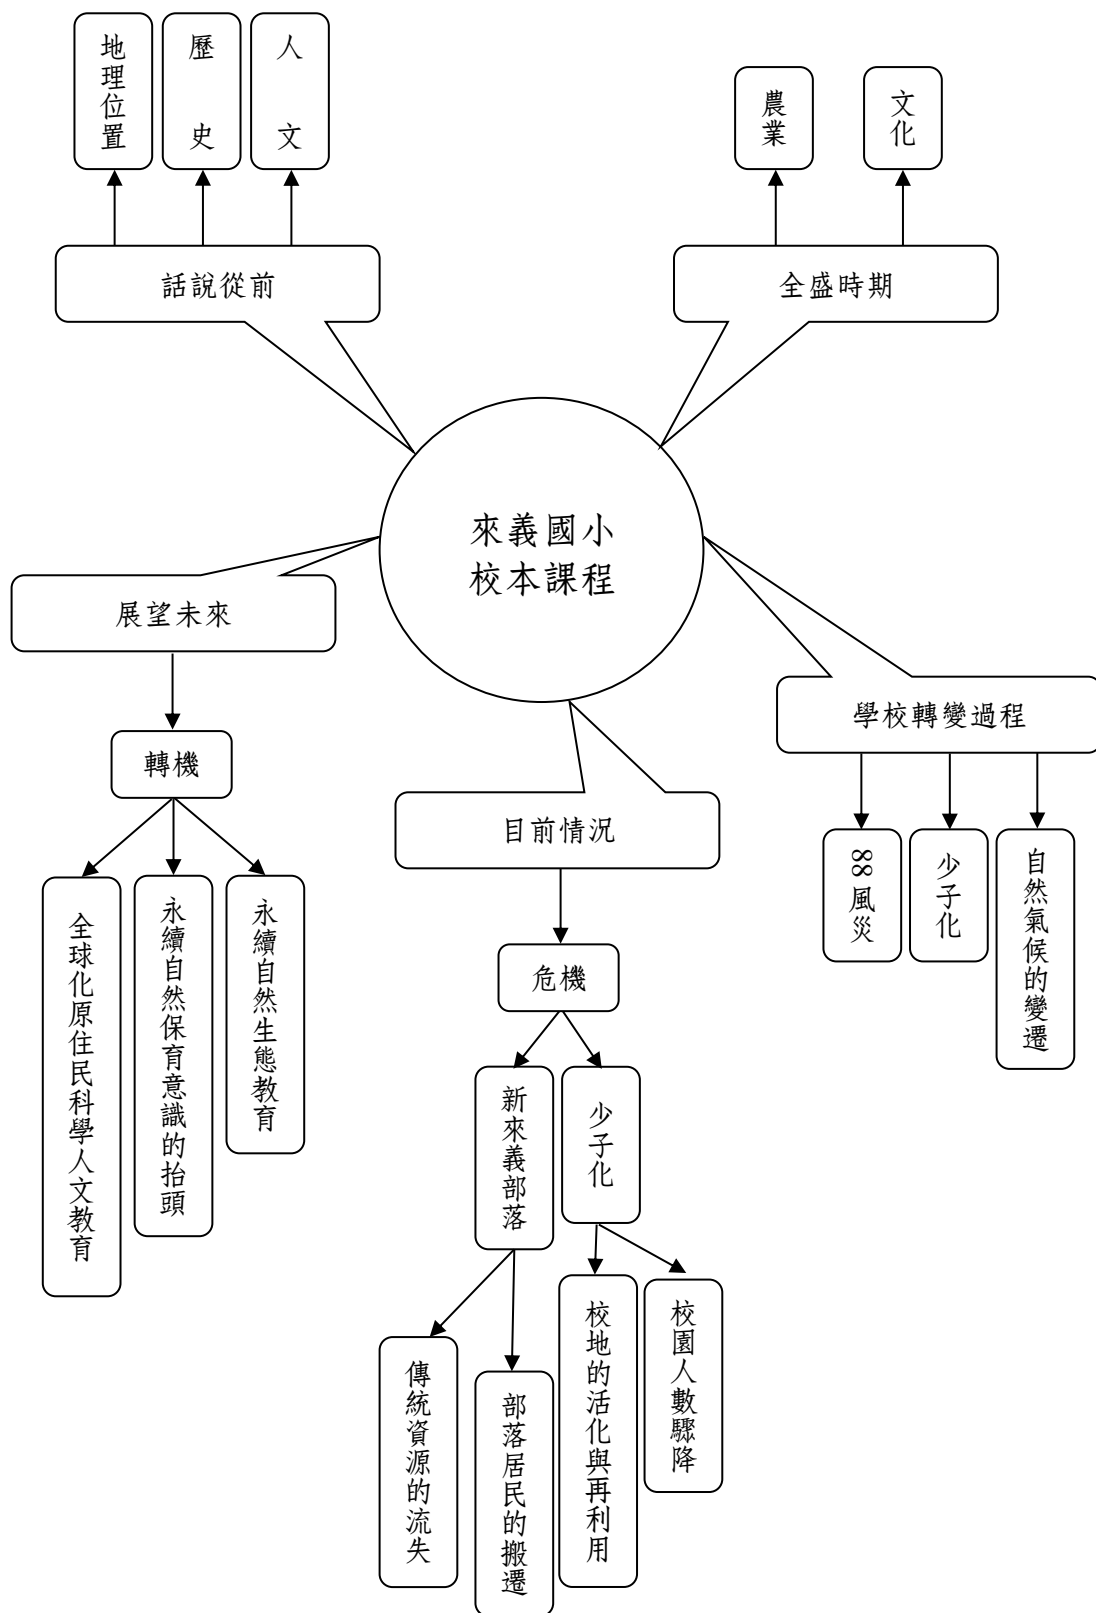 地理位置
歷史
人文
農業
文化
話說從前
全盛時期
來義國小
校本課程
展望未來
學校轉變過程
轉機
目前情況
88風災
少子化
自然氣候的變遷
全球化原住民科學人文教育
永續自然保育意識的抬頭
永續自然生態教育
危機
新來義部落
少子化
傳統資源的流失
部落居民的搬遷
校地的活化與再利用
校園人數驟降